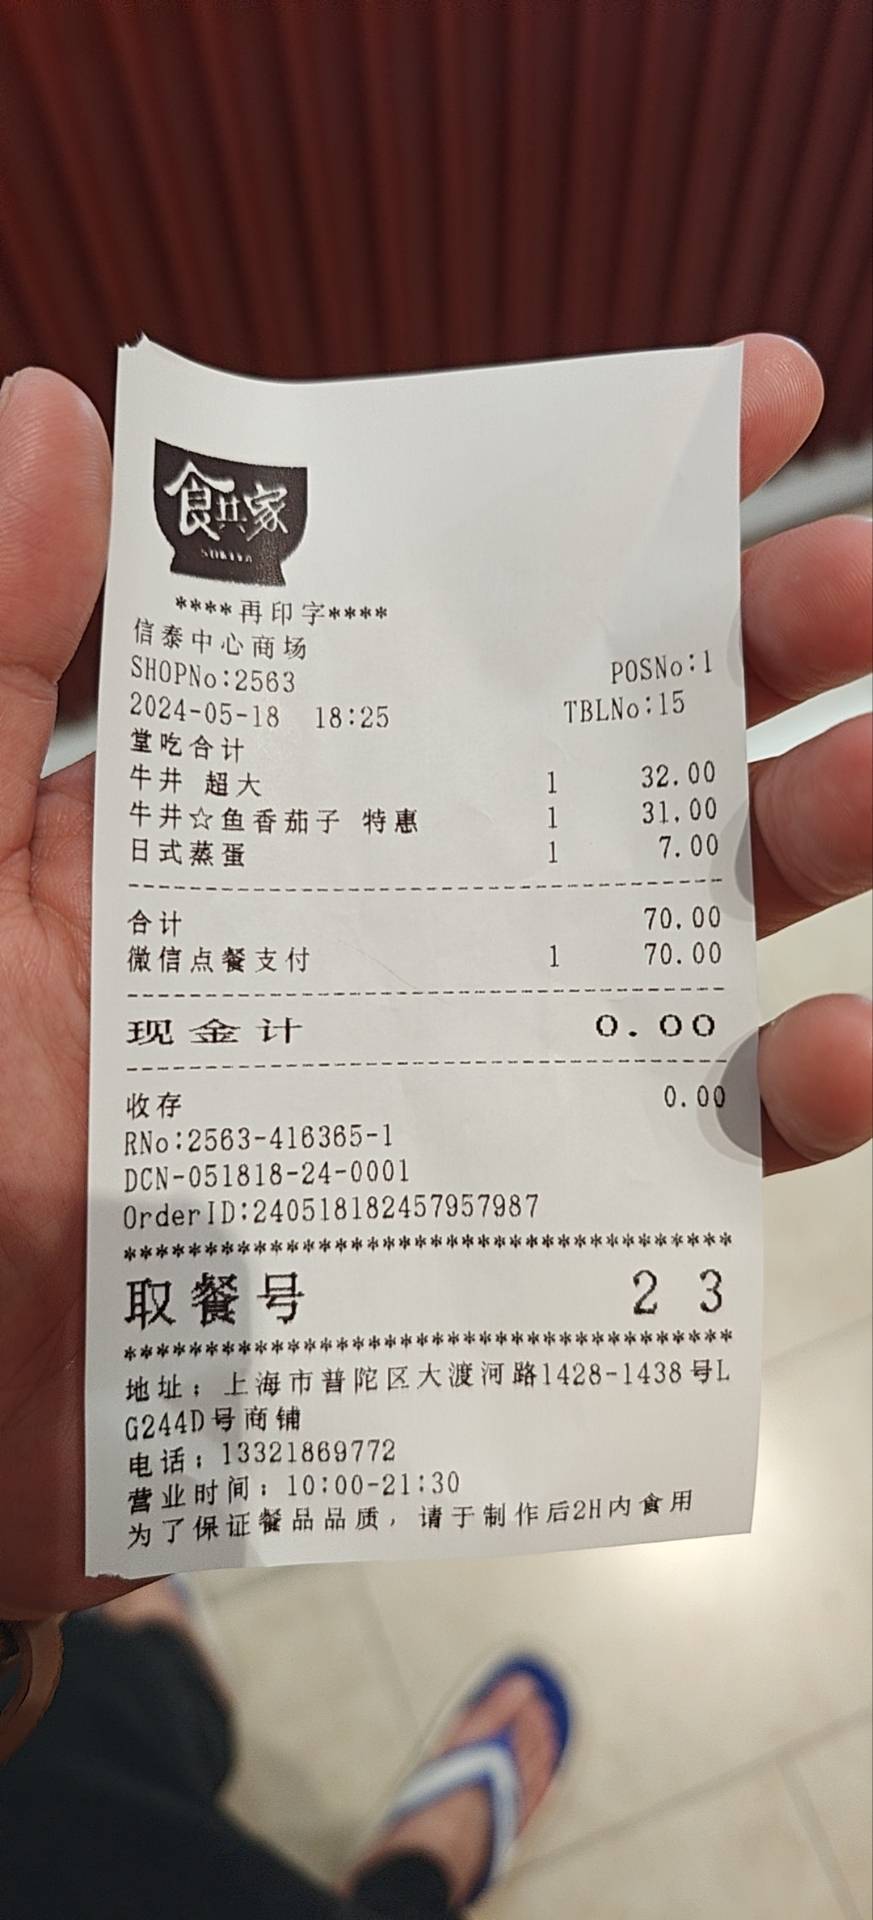 食其家
****再印字****
信泰中心商场
SHOPNo:2563 POSNo:1
2024-05-18 18:25 TBLNo:15
堂吃合计
牛丼 超大 1 32.00
牛丼☆鱼香茄子 特惠 1 31.00
日式蒸蛋 1 7.00
合计 70.00
微信点餐支付 1 70.00
现金计 0.00
收存 0.00
RNo:2563-416365-1
DCN-051818-24-0001
OrderID:240518182457957987
****************************************
取餐号 23
****************************************
地址：上海市普陀区大渡河路1428-1438号L
G244D号商铺
电话：13321869772
营业时间：10:00-21:30
为了保证餐品品质，请于制作后2H内食用